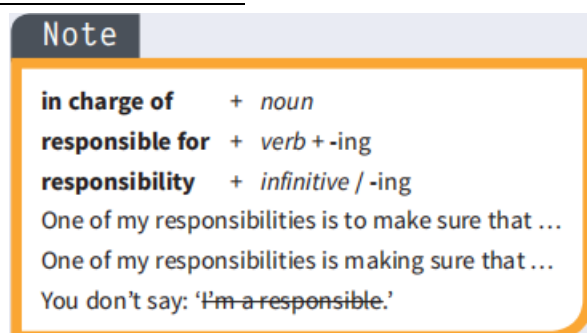 Note
in charge of + noun
responsible for + verb + -ing
responsibility + infinitive / -ing
One of my responsibilities is to make sure that …
One of my responsibilities is making sure that …
You don’t say: ‘I’m a responsible.’